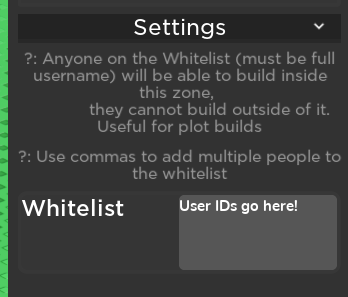 Settings
?: Anyone on the Whitelist (must be full
username) will be able to build inside
this zone,
they cannot build outside of it.
Useful for plot builds
?: Use commas to add multiple people to
the whitelist
Whitelist
User IDs go here!